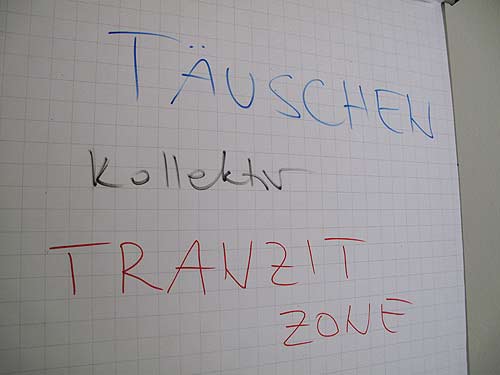 TÄUSCHEN
Kollektiv
TRANZIT
ZONE